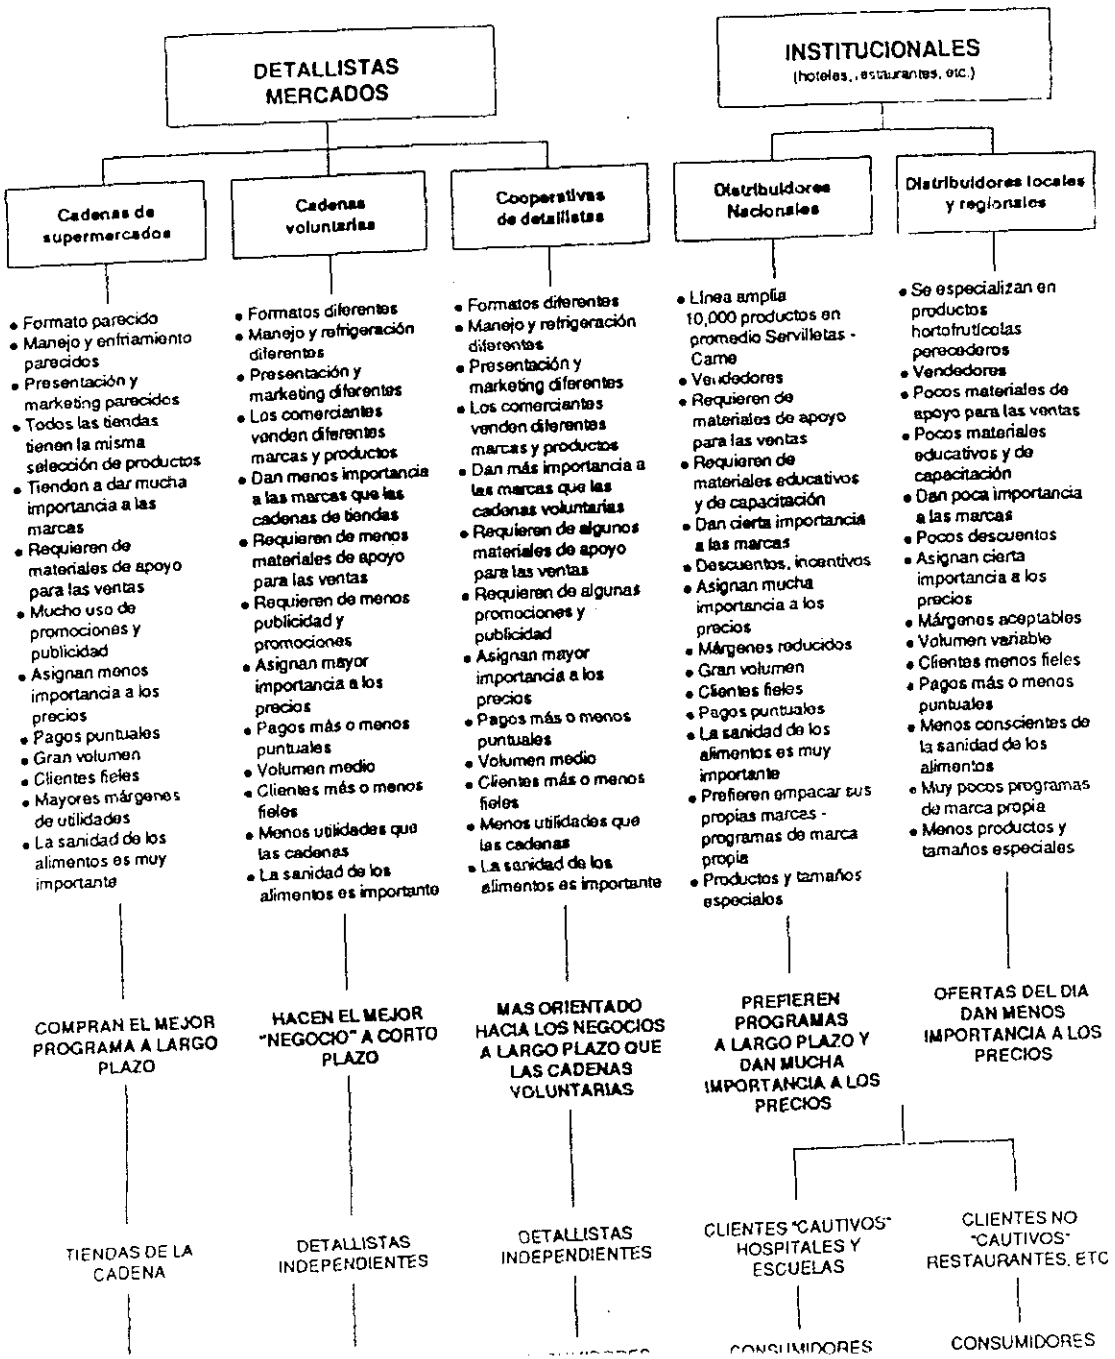 DETALLISTAS
MERCADOS
INSTITUCIONALES
(hoteles, restaurantes, etc.)
Cadenas de
supermercados
Cadenas
voluntarias
Cooperativas
de detallistas
Distribuidores
Nacionales
Distribuidores locales
y regionales
• Formato parecido
• Manejo y enfriamiento
parecidos
• Presentación y
marketing parecidos
• Todos las tiendas
tienen la misma
selección de productos
• Tienden a dar mucha
importancia a las
marcas
• Requieren de
materiales de apoyo
para las ventas
• Mucho uso de
promociones y
publicidad
• Asignan menos
importancia a los
precios
• Pagos puntuales
• Gran volumen
• Clientes fieles
• Mayores márgenes
de utilidades
• La sanidad de los
alimentos es muy
importante
• Formatos diferentes
• Manejo y refrigeración
diferentes
• Presentación y
marketing diferentes
• Los comerciantes
venden diferentes
marcas y productos
• Dan menos importancia
a las marcas que las
cadenas de tiendas
• Requieren de menos
materiales de apoyo
para las ventas
• Requieren de menos
publicidad y
promociones
• Asignan mayor
importancia a los
precios
• Pagos más o menos
puntuales
• Volumen medio
• Clientes más o menos
fieles
• Menos utilidades que
las cadenas
• La sanidad de los
alimentos es importante
• Formatos diferentes
• Manejo y refrigeración
diferentes
• Presentación y
marketing diferentes
• Los comerciantes
venden diferentes
marcas y productos
• Dan más importancia a
las marcas que las
cadenas voluntarias
• Requieren de algunos
materiales de apoyo
para las ventas
• Requieren de algunas
promociones y
publicidad
• Asignan mayor
importancia a los
precios
• Pagos más o menos
puntuales
• Volumen medio
• Clientes más o menos
fieles
• Menos utilidades que
las cadenas
• La sanidad de los
alimentos es importante
• Línea amplia
10,000 productos en
promedio Servilletas -
Carne
• Vendedores
• Requieren de
materiales de apoyo
para las ventas
• Requieren de
materiales educativos
y de capacitación
• Dan cierta importancia
a las marcas
• Descuentos, incentivos
• Asignan mucha
importancia a los
precios
• Márgenes reducidos
• Gran volumen
• Clientes fieles
• Pagos puntuales
• La sanidad de los
alimentos es muy
importante
• Prefieren empacar sus
propias marcas -
programas de marca
propia
• Productos y tamaños
especiales
• Se especializan en
productos
hortofrutícolas
perecederos
• Vendedores
• Pocos materiales de
apoyo para las ventas
• Pocos materiales
educativos y de
capacitación
• Dan poca importancia
a las marcas
• Pocos descuentos
• Asignan cierta
importancia a los
precios
• Márgenes aceptables
• Volumen variable
• Clientes menos fieles
• Pagos más o menos
puntuales
• Menos conscientes de
la sanidad de los
alimentos
• Muy pocos programas
de marca propia
• Menos productos y
tamaños especiales
COMPRAN EL MEJOR
PROGRAMA A LARGO
PLAZO
HACEN EL MEJOR
"NEGOCIO" A CORTO
PLAZO
MAS ORIENTADO
HACIA LOS NEGOCIOS
A LARGO PLAZO QUE
LAS CADENAS
VOLUNTARIAS
PREFIEREN
PROGRAMAS
A LARGO PLAZO Y
DAN MUCHA
IMPORTANCIA A LOS
PRECIOS
OFERTAS DEL DIA
DAN MENOS
IMPORTANCIA A LOS
PRECIOS
TIENDAS DE LA
CADENA
DETALLISTAS
INDEPENDIENTES
DETALLISTAS
INDEPENDIENTES
CLIENTES "CAUTIVOS"
HOSPITALES Y
ESCUELAS
CLIENTES NO
"CAUTIVOS"
RESTAURANTES, ETC
CONSUMIDORES
CONSUMIDORES